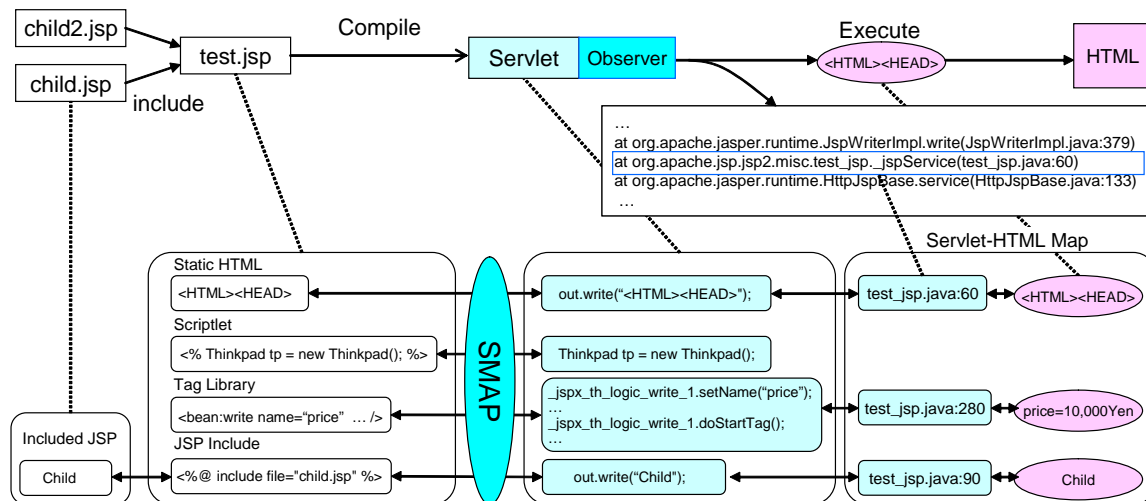 child2.jsp
child.jsp
include
test.jsp
Compile
Servlet
Observer
Execute
<HTML><HEAD>
HTML
…
at org.apache.jasper.runtime.JspWriterImpl.write(JspWriterImpl.java:379)
at org.apache.jsp.jsp2.misc.test_jsp._jspService(test_jsp.java:60)
at org.apache.jasper.runtime.HttpJspBase.service(HttpJspBase.java:133)
…
Servlet-HTML Map
Static HTML
<HTML><HEAD>
out.write(“<HTML><HEAD>”);
test_jsp.java:60
<HTML><HEAD>
Scriptlet
<% Thinkpad tp = new Thinkpad(); %>
SMAP
Thinkpad tp = new Thinkpad();
Tag Library
<bean:write name=“price” … />
_jspx_th_logic_write_1.setName(“price”);
…
_jspx_th_logic_write_1.doStartTag();
…
test_jsp.java:280
price=10,000Yen
Included JSP
Child
JSP Include
<%@ include file="child.jsp" %>
out.write(“Child”);
test_jsp.java:90
Child